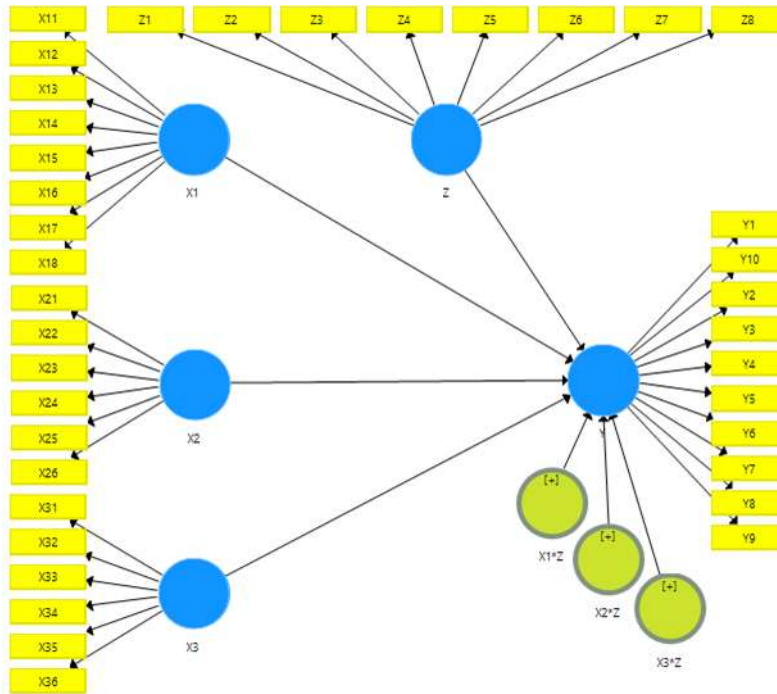 X11
Z1
Z2
Z3
Z4
Z5
Z6
Z7
Z8
X12
X13
X14
X15
X16
X17
X18
X1
Z
X21
X22
X23
X24
X25
X26
X2
Y1
Y10
Y2
Y3
Y4
Y5
Y6
Y7
Y8
Y9
Y
[+]
X1*Z
[+]
X2*Z
[+]
X3*Z
X31
X32
X33
X34
X35
X36
X3